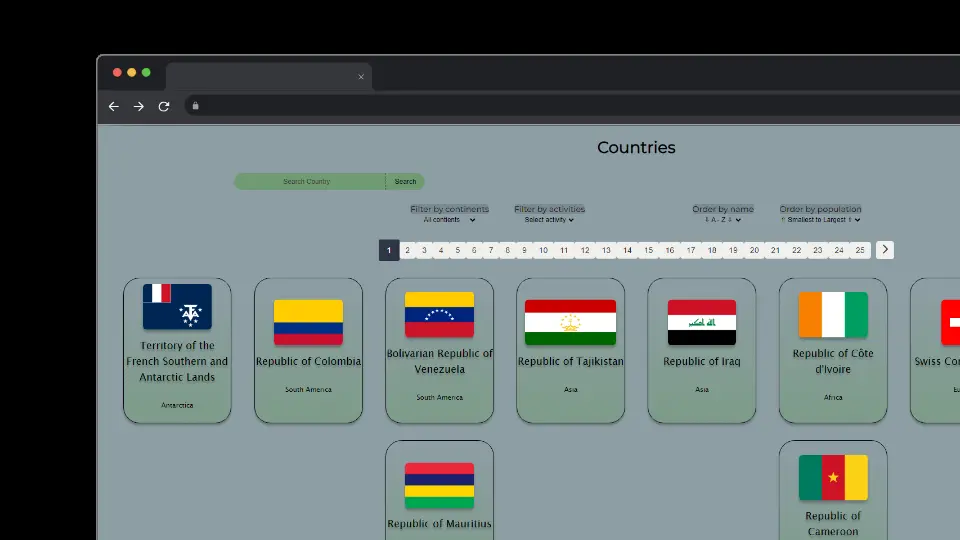 Countries
Search Country
Search
Filter by continents
Filter by activities
Order by name
Order by population
All contients
Select activity
⇩ A - Z ⇩
⇧ Smallest to Largest ⇧
1 2 3 4 5 6 7 8 9 10 11 12 13 14 15 16 17 18 19 20 21 22 23 24 25
Territory of the
French Southern and
Antarctic Lands
Antarctica
Republic of Colombia
South America
Bolivarian Republic of
Venezuela
South America
Republic of Tajikistan
Asia
Republic of Iraq
Asia
Republic of Côte
d'Ivoire
Africa
Swiss Con
Eu
Republic of Mauritius
Republic of
Cameroon